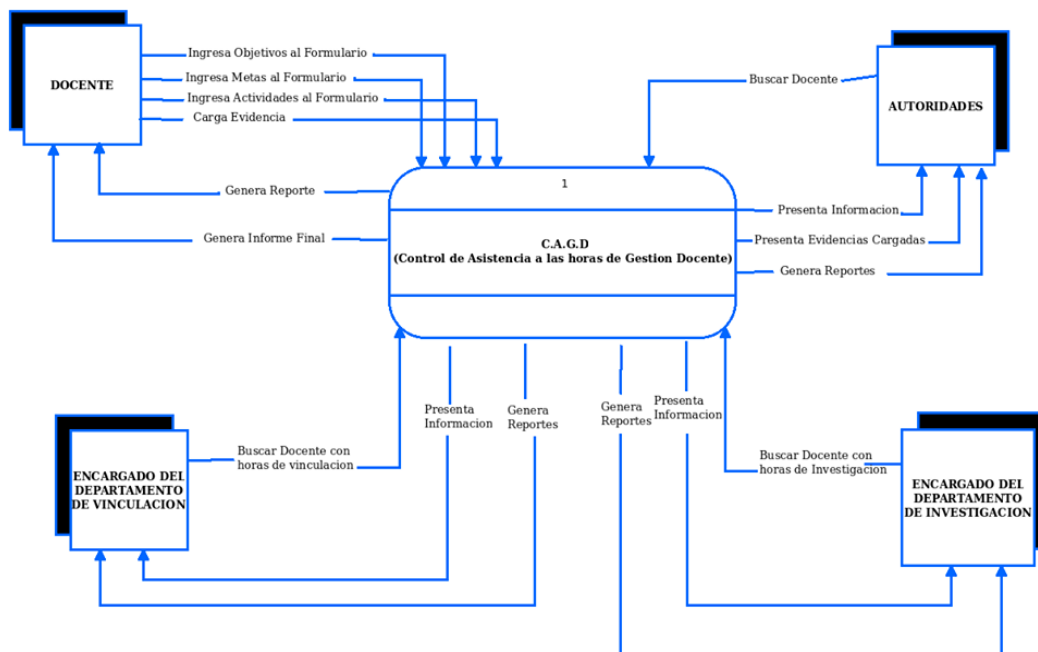 DOCENTE
Ingresa Objetivos al Formulario
Ingresa Metas al Formulario
Ingresa Actividades al Formulario
Carga Evidencia
Buscar Docente
AUTORIDADES
Genera Reporte
Genera Informe Final
1
C.A.G.D
(Control de Asistencia a las horas de Gestion Docente)
Presenta Informacion
Presenta Evidencias Cargadas
Genera Reportes
Presenta
Informacion
Genera
Reportes
Genera
Reportes
Presenta
Informacion
Buscar Docente con
horas de vinculacion
Buscar Docente con
horas de Investigacion
ENCARGADO DEL
DEPARTAMENTO
DE VINCULACION
ENCARGADO DEL
DEPARTAMENTO
DE INVESTIGACION